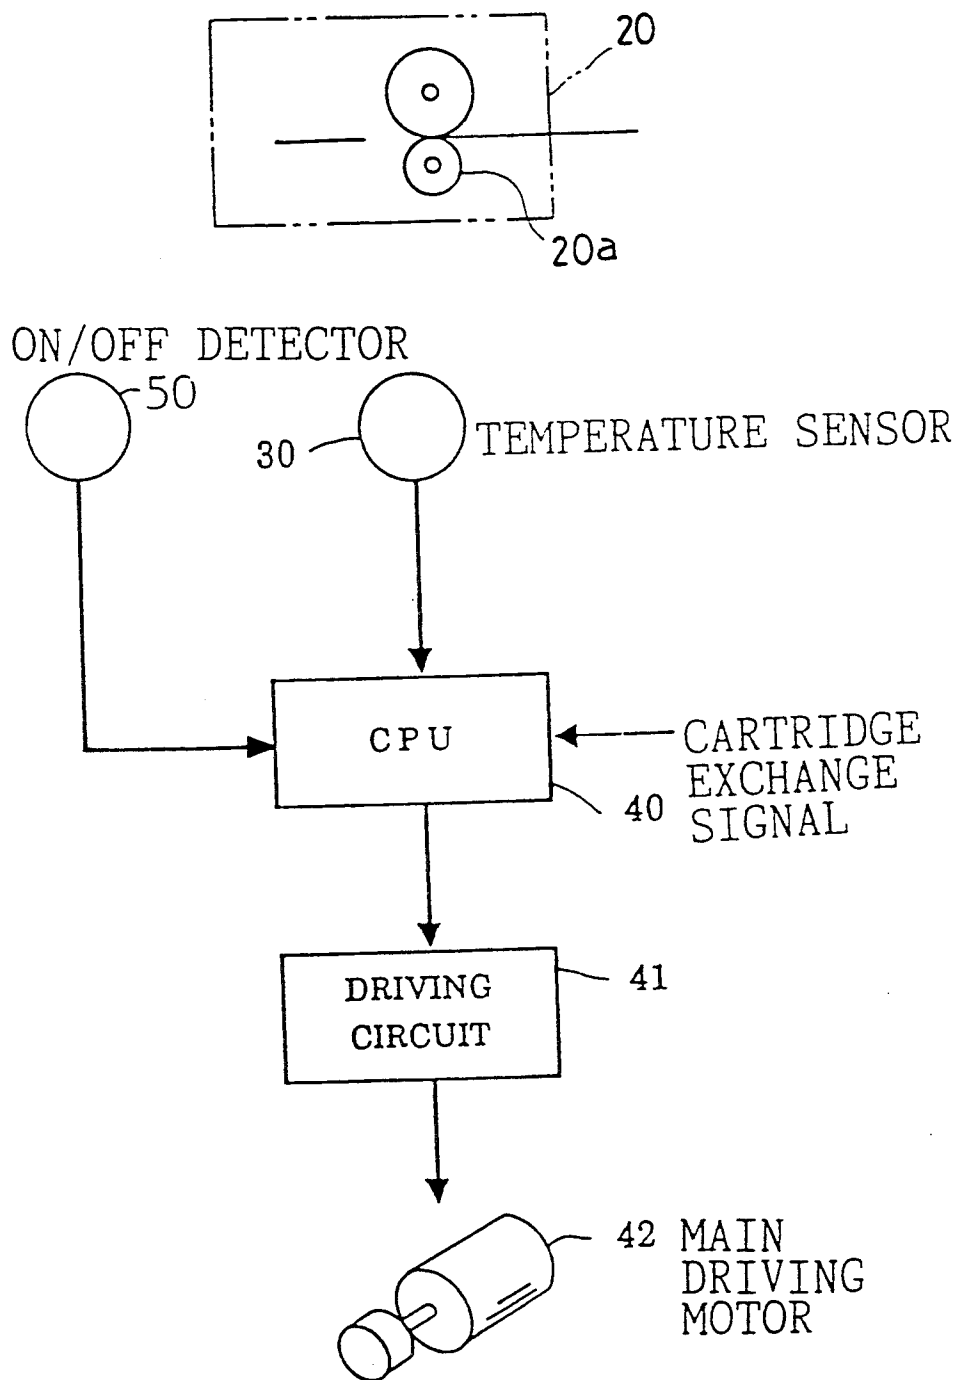 20
20a
ON/OFF DETECTOR
50
30
TEMPERATURE SENSOR
CPU
40
CARTRIDGE
EXCHANGE
SIGNAL
DRIVING
CIRCUIT
41
42
MAIN
DRIVING
MOTOR